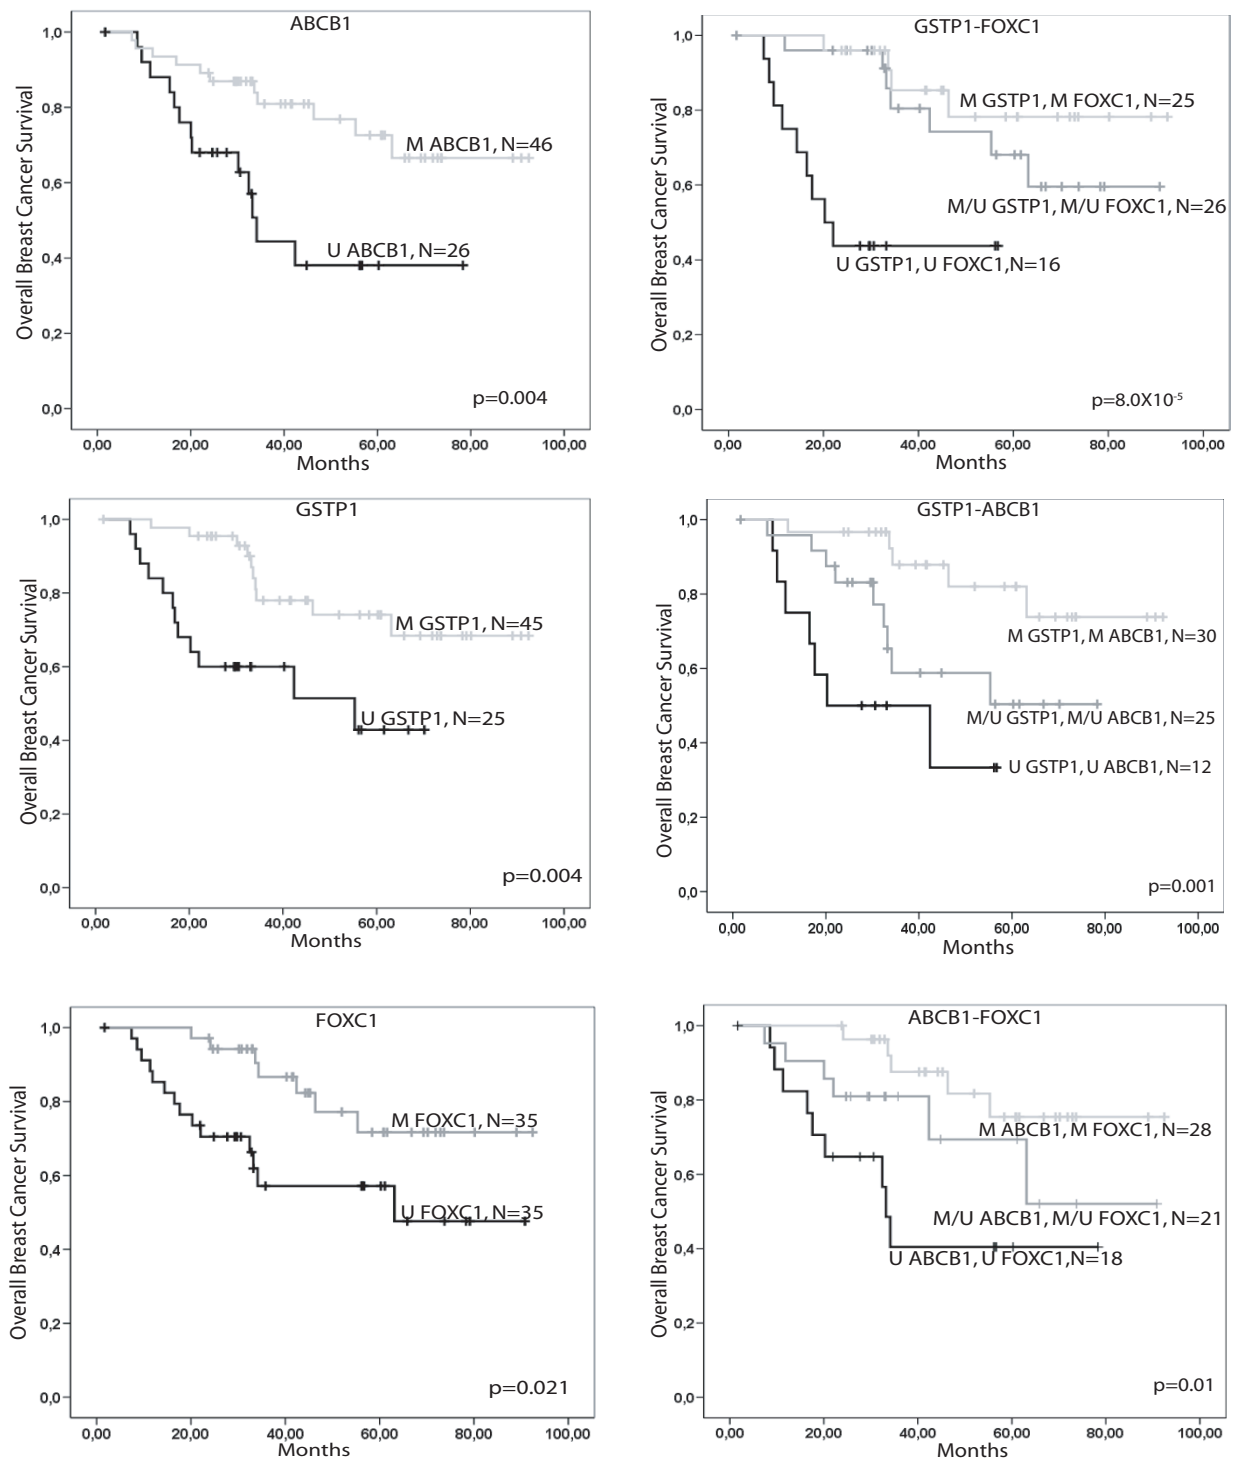 ABCB1
Overall Breast Cancer Survival
1,0
0,8
0,6
0,4
0,2
0,0
M ABCB1, N=46
U ABCB1, N=26
p=0.004
0,00 20,00 40,00 60,00 80,00 100,00
Months
GSTP1-FOXC1
Overall Breast Cancer Survival
1,0
0,8
0,6
0,4
0,2
0,0
M GSTP1, M FOXC1, N=25
M/U GSTP1, M/U FOXC1, N=26
U GSTP1, U FOXC1,N=16
p=8.0X10⁻⁵
0,00 20,00 40,00 60,00 80,00 100,00
Months
GSTP1
Overall Breast Cancer Survival
1,0
0,8
0,6
0,4
0,2
0,0
M GSTP1, N=45
U GSTP1, N=25
p=0.004
0,00 20,00 40,00 60,00 80,00 100,00
Months
GSTP1-ABCB1
Overall Breast Cancer Survival
1,0
0,8
0,6
0,4
0,2
0,0
M GSTP1, M ABCB1, N=30
M/U GSTP1, M/U ABCB1, N=25
U GSTP1, U ABCB1, N=12
p=0.001
0,00 20,00 40,00 60,00 80,00 100,00
Months
FOXC1
Overall Breast Cancer Survival
1,0
0,8
0,6
0,4
0,2
0,0
M FOXC1, N=35
U FOXC1, N=35
p=0.021
0,00 20,00 40,00 60,00 80,00 100,00
Months
ABCB1-FOXC1
Overall Breast Cancer Survival
1,0
0,8
0,6
0,4
0,2
0,0
M ABCB1, M FOXC1, N=28
M/U ABCB1, M/U FOXC1, N=21
U ABCB1, U FOXC1,N=18
p=0.01
0,00 20,00 40,00 60,00 80,00 100,00
Months